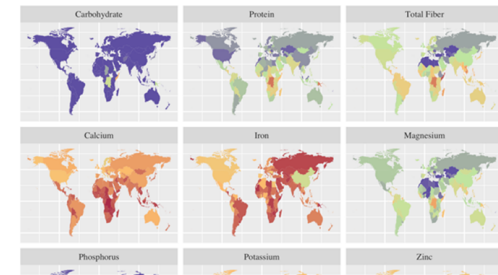 Carbohydrate
Protein
Total Fiber
Calcium
Iron
Magnesium
Phosphorus
Potassium
Zinc